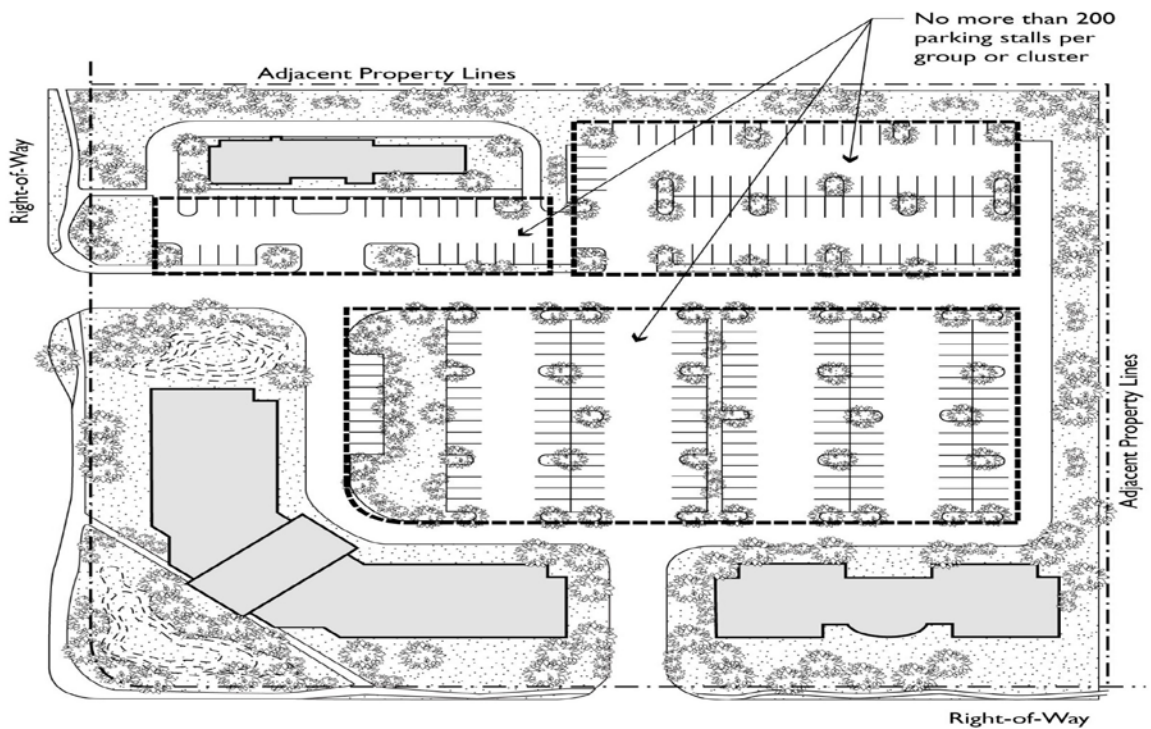 No more than 200
parking stalls per
group or cluster
Adjacent Property Lines
Right-of-Way
Adjacent Property Lines
Right-of-Way